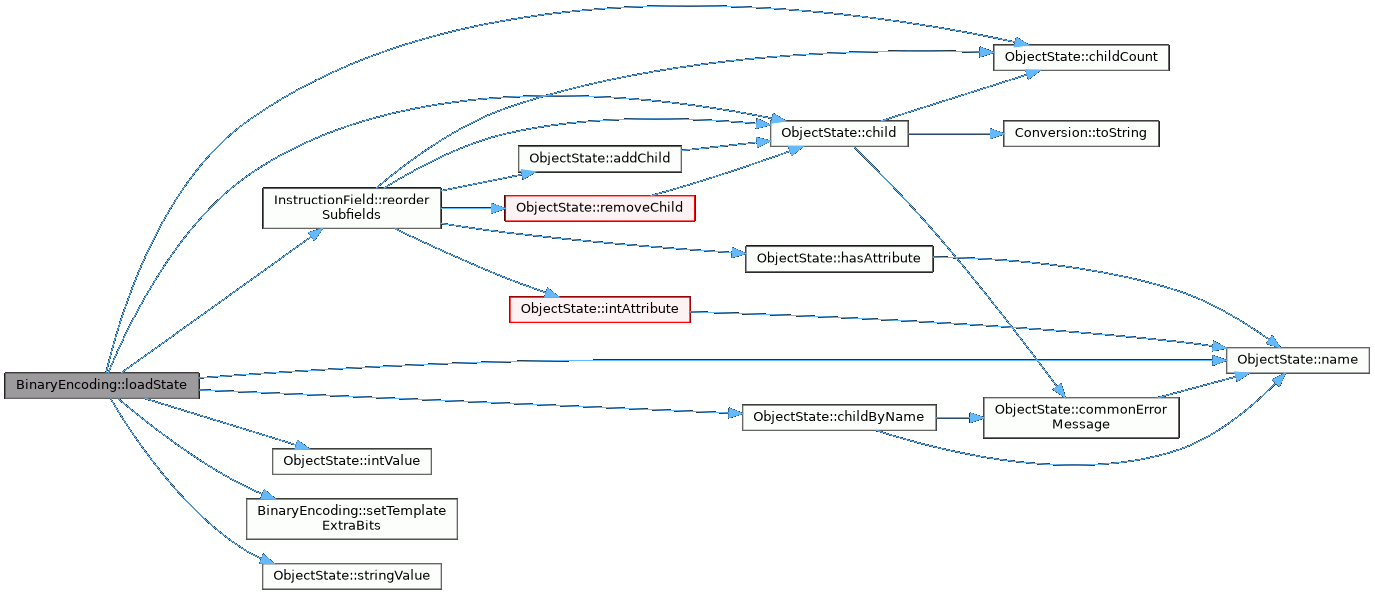 ObjectState::childCount
ObjectState::child
Conversion::toString
ObjectState::addChild
InstructionField::reorder
Subfields
ObjectState::removeChild
ObjectState::hasAttribute
ObjectState::intAttribute
ObjectState::name
BinaryEncoding::loadState
ObjectState::childByName
ObjectState::commonError
Message
ObjectState::intValue
BinaryEncoding::setTemplate
ExtraBits
ObjectState::stringValue